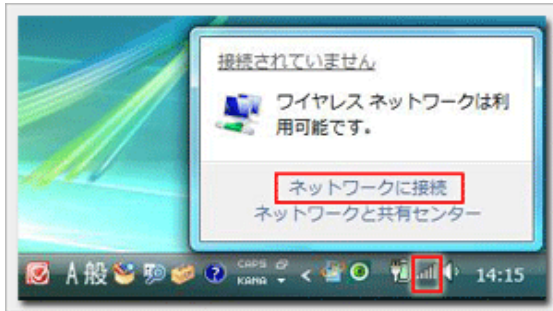 接続されていません
ワイヤレス ネットワークは利
用可能です。
ネットワークに接続
ネットワークと共有センター
A 般 CAPS KANA 14:15